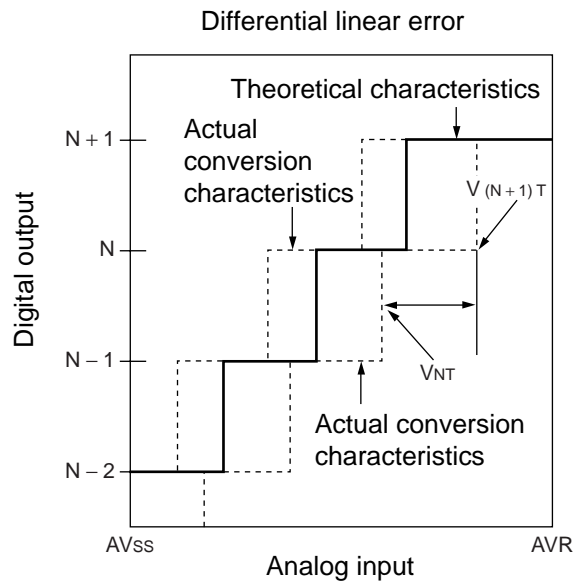 Differential linear error
Theoretical characteristics
Actual
conversion
characteristics
N + 1
V (N + 1) T
N
Digital output
N − 1
VNT
Actual conversion
characteristics
N − 2
AVSS
AVR
Analog input